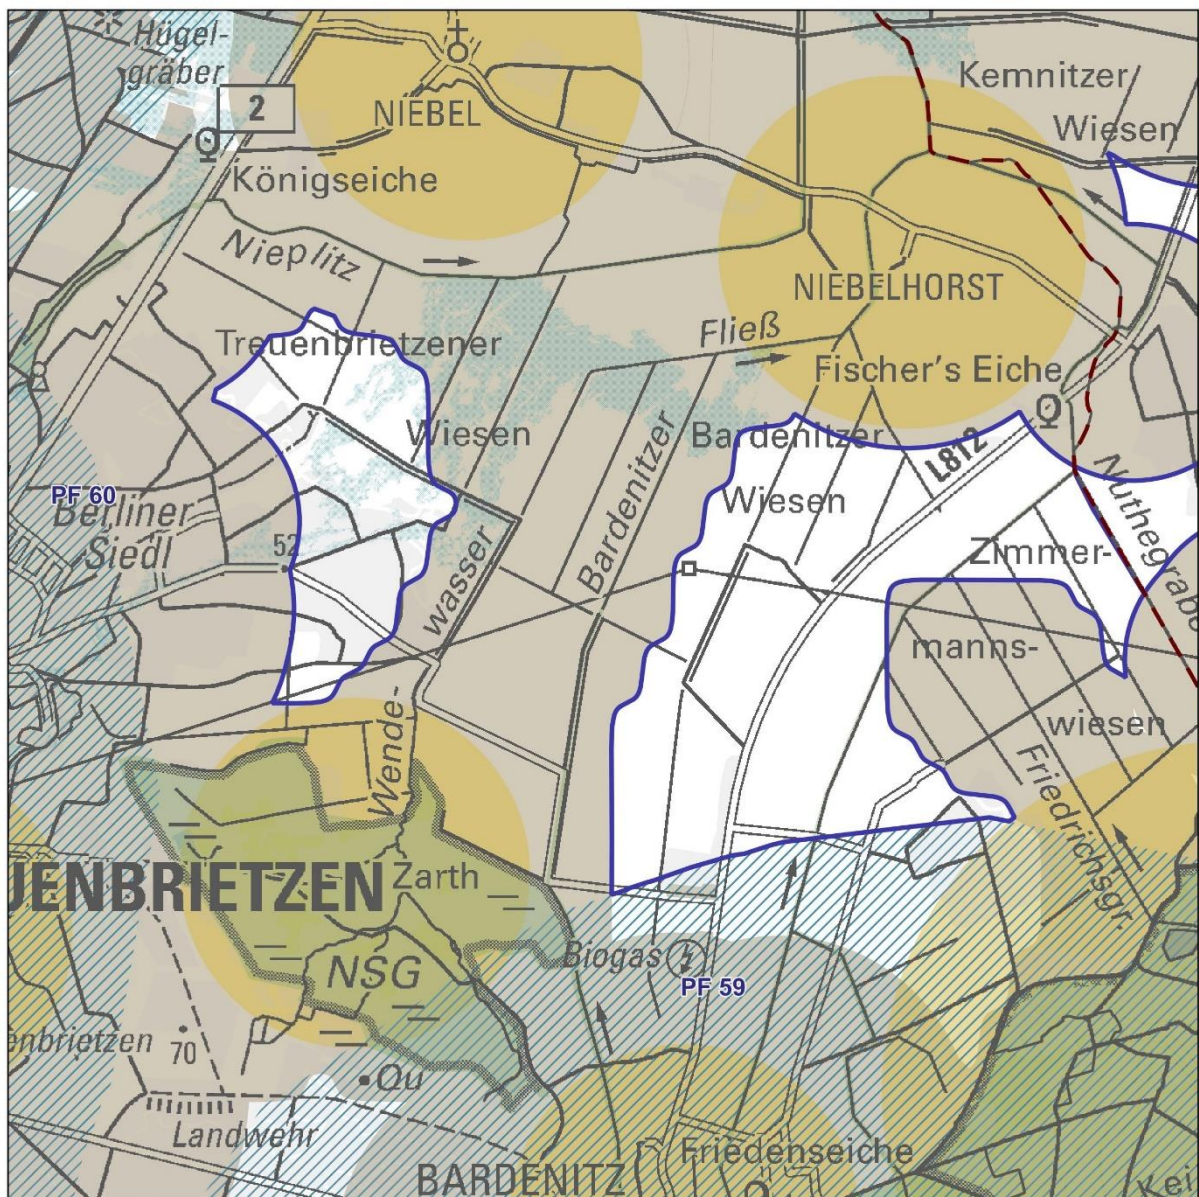 Hügel-
gräber
2
NIEBEL
Kemnitzer
Wiesen
Königseiche
Nieplitz
NIEBELHORST
Treuenbrietzener
Wiesen
Fließ
Fischer's Eiche
Bardenitzer
Bardenitzer
Wiesen
L812
PF 60
Berliner
Siedl
52
wasser
Wende-
Nuthegrabe
Zimmer-
manns-
wiesen
Friedrichsgr.
UENBRIETZEN
Zarth
NSG
Biogas
PF 59
enbrietzen
70
Qu
Landwehr
BARDENITZ
Friedenseiche